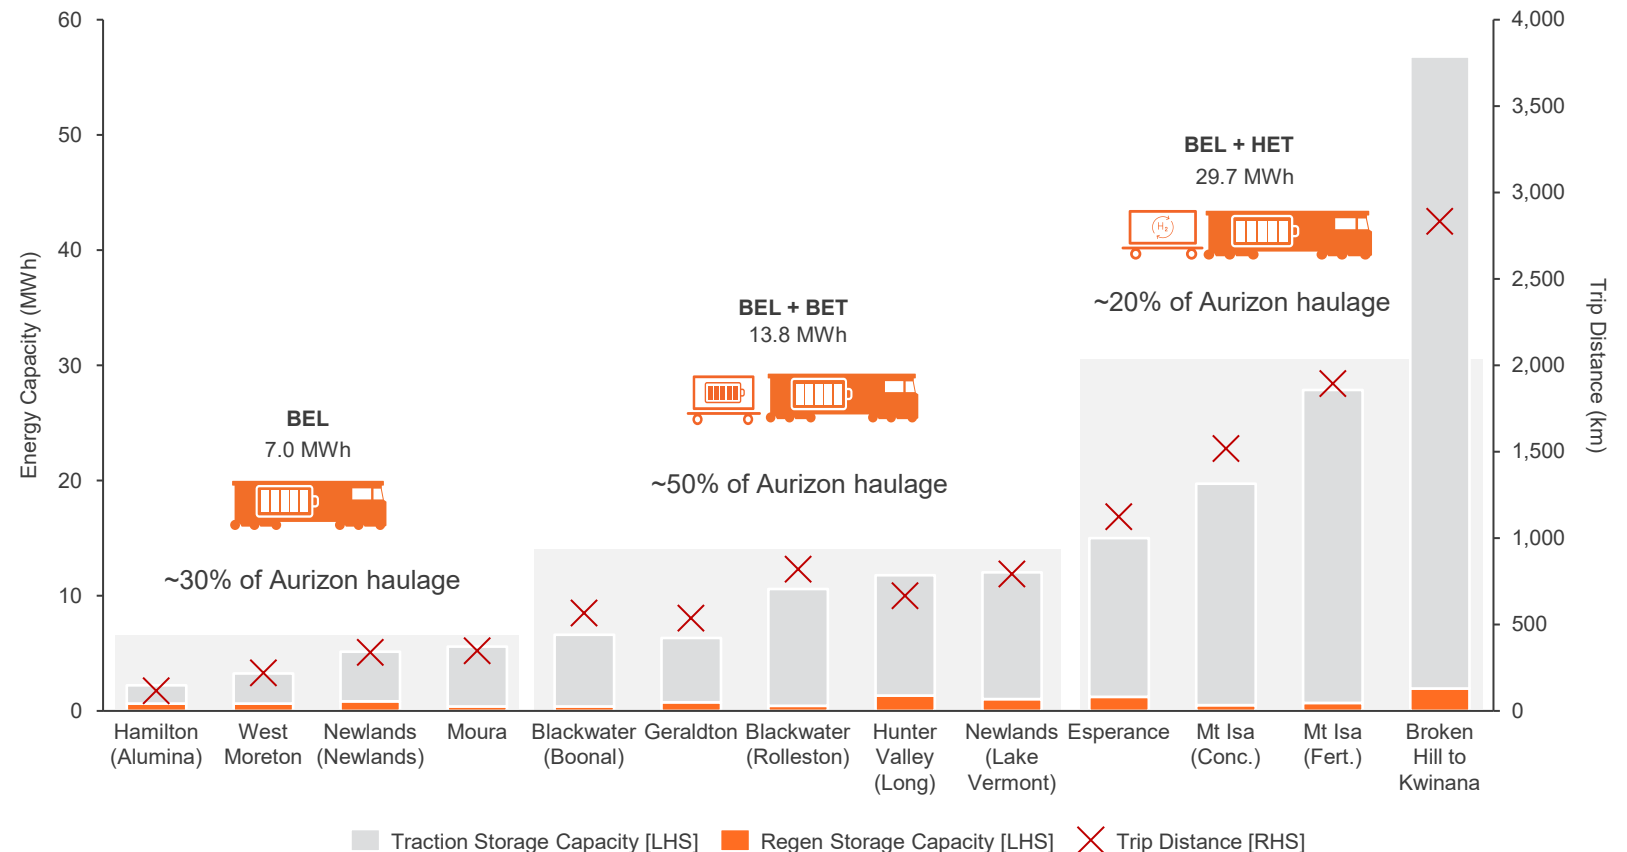 60
50
40
30
20
10
0
Energy Capacity (MWh)
4,000
3,500
3,000
2,500
2,000
1,500
1,000
500
0
Trip Distance (km)
BEL
7.0 MWh
~30% of Aurizon haulage
BEL + BET
13.8 MWh
~50% of Aurizon haulage
BEL + HET
29.7 MWh
H₂
~20% of Aurizon haulage
Hamilton
(Alumina)
West
Moreton
Newlands
(Newlands)
Moura
Blackwater
(Boonal)
Geraldton
Blackwater
(Rolleston)
Hunter
Valley
(Long)
Newlands
(Lake
Vermont)
Esperance
Mt Isa
(Conc.)
Mt Isa
(Fert.)
Broken
Hill to
Kwinana
Traction Storage Capacity [LHS]
Regen Storage Capacity [LHS]
Trip Distance [RHS]